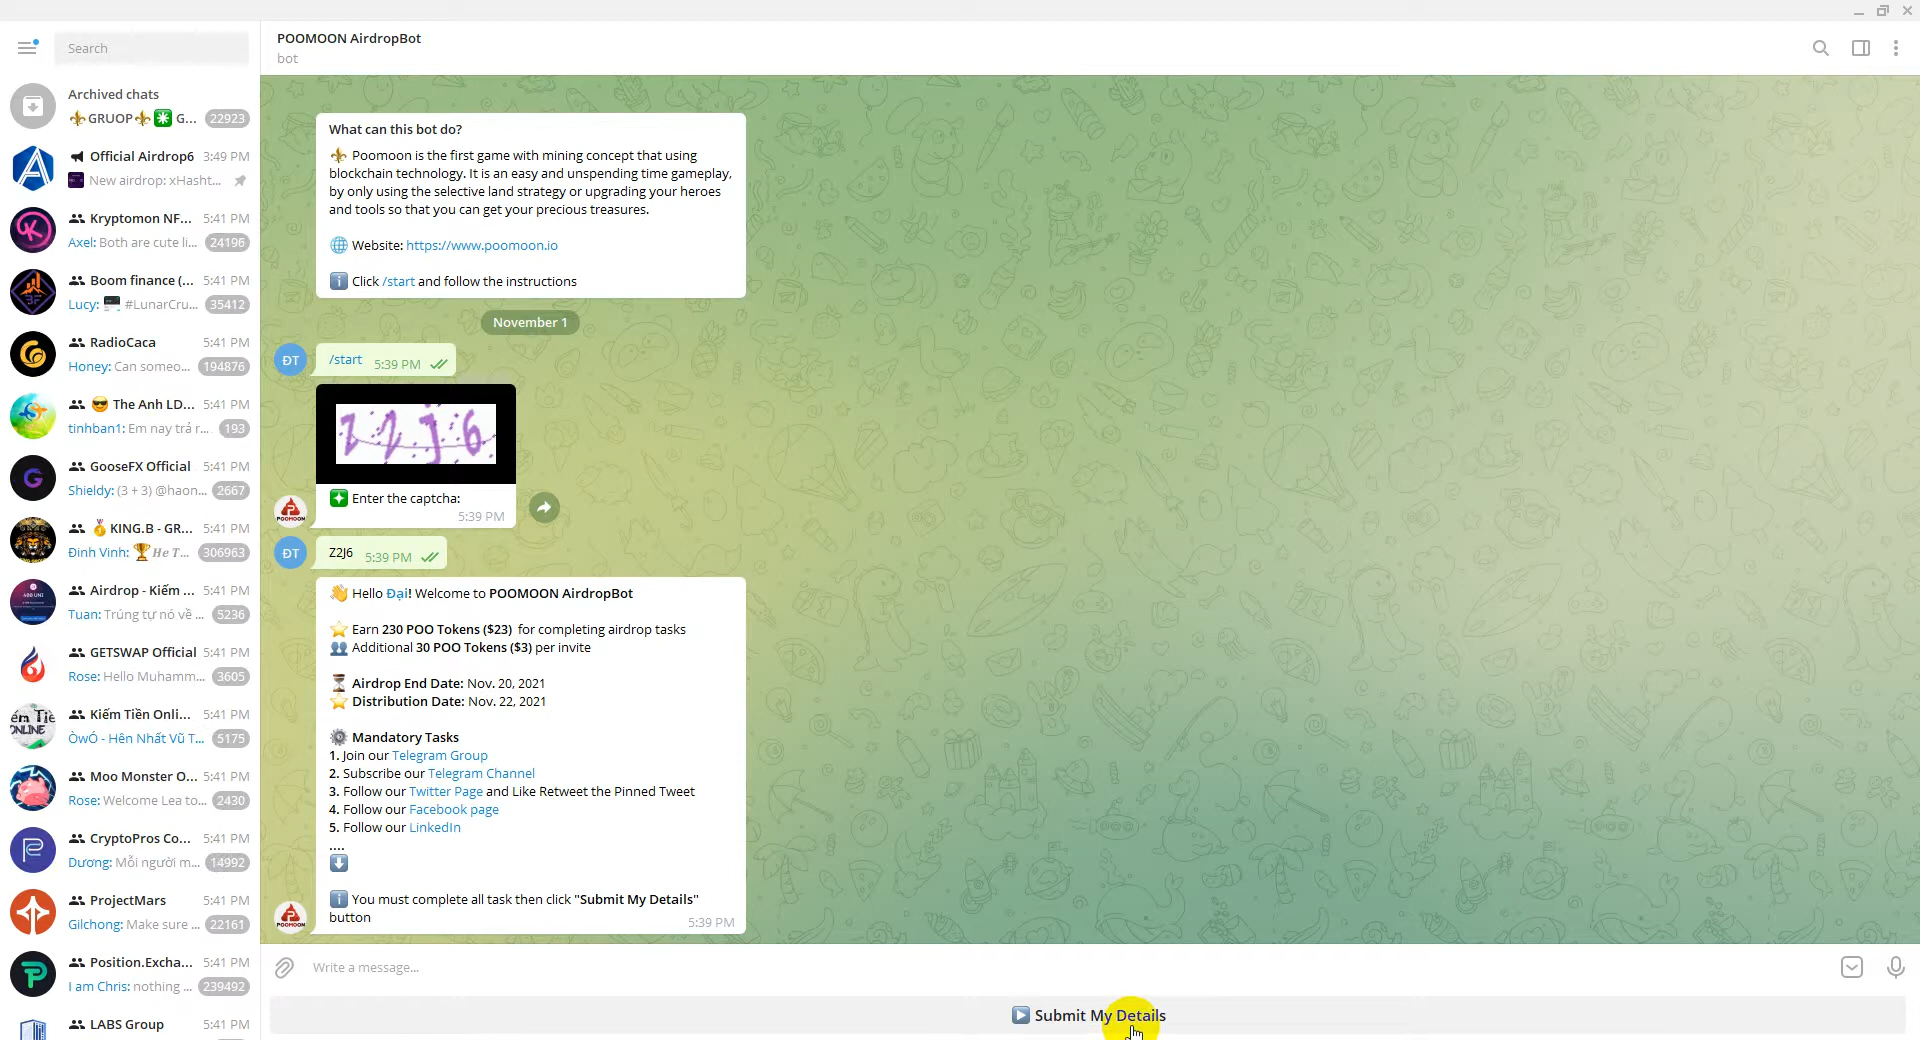 Search
Archived chats
GRUOP G... 22923
Official Airdrop6 3:49 PM
New airdrop: xHasht...
Kryptomon NF... 5:41 PM
Axel: Both are cute li... 24196
Boom finance (... 5:41 PM
Lucy: #LunarCru... 35412
RadioCaca 5:41 PM
Honey: Can someo... 194876
The Anh LD... 5:41 PM
tinhban1: Em nay trả r... 193
GooseFX Official 5:41 PM
Shieldy: (3 + 3) @haon... 2667
KING.B - GR... 5:41 PM
Đinh Vinh: He T... 306963
Airdrop - Kiếm ... 5:41 PM
Tuan: Trúng tự nó về ... 5236
GETSWAP Official 5:41 PM
Rose: Hello Muhamm... 3605
Kiếm Tiền Onli... 5:41 PM
ÒwÓ - Hên Nhất Vũ T... 5175
Moo Monster O... 5:41 PM
Rose: Welcome Lea to... 2430
CryptoPros Co... 5:41 PM
Dương: Mỗi người m... 14992
ProjectMars 5:41 PM
Gilchong: Make sure ... 22161
Position.Excha... 5:41 PM
I am Chris: nothing ... 239492
LABS Group 5:41 PM
POOMOON AirdropBot
bot
What can this bot do?
Poomoon is the first game with mining concept that using
blockchain technology. It is an easy and unspending time gameplay,
by only using the selective land strategy or upgrading your heroes
and tools so that you can get your precious treasures.
Website: https://www.poomoon.io
Click /start and follow the instructions
November 1
ĐT /start 5:39 PM
Z2J6
Enter the captcha:
5:39 PM
POOMOON
ĐT Z2J6 5:39 PM
Hello Đại! Welcome to POOMOON AirdropBot
Earn 230 POO Tokens ($23) for completing airdrop tasks
Additional 30 POO Tokens ($3) per invite
Airdrop End Date: Nov. 20, 2021
Distribution Date: Nov. 22, 2021
Mandatory Tasks
1. Join our Telegram Group
2. Subscribe our Telegram Channel
3. Follow our Twitter Page and Like Retweet the Pinned Tweet
4. Follow our Facebook page
5. Follow our LinkedIn
....
You must complete all task then click "Submit My Details"
button
5:39 PM
POOMOON
Write a message...
Submit My Details